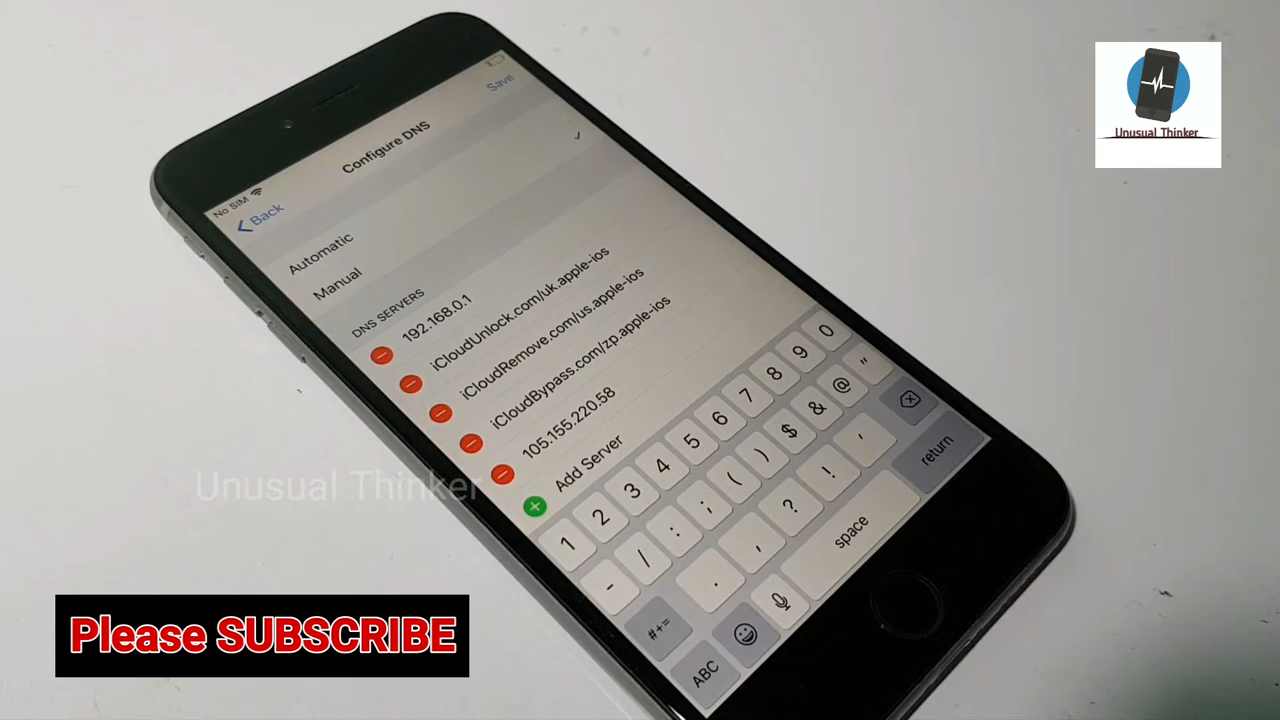 Unusual Thinker
No SIM
Save
Back
Configure DNS
Automatic
Manual
DNS SERVERS
192.168.0.1
iCloudUnlock.com/uk.apple-ios
iCloudRemove.com/us.apple-ios
iCloudBypass.com/zp.apple-ios
105.155.220.58
Add Server
1 2 3 4 5 6 7 8 9 0
- / : ; ( ) $ & @ "
#+= . , ? ! '
ABC space return
Unusual Thinker
Please SUBSCRIBE